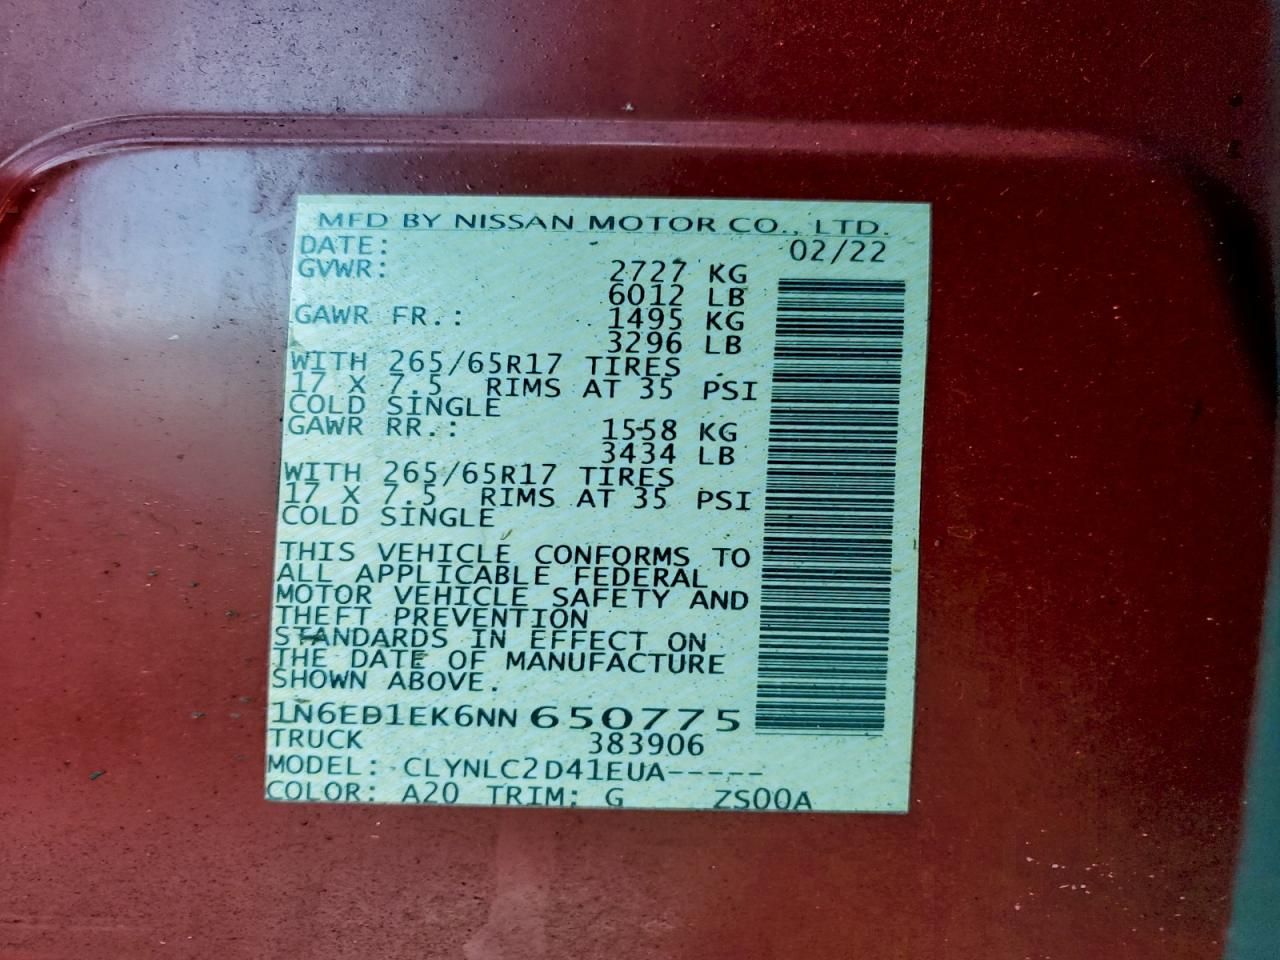 MFD BY NISSAN MOTOR CO., LTD.
DATE: 02/22
GVWR: 2727 KG
6012 LB
GAWR FR.: 1495 KG
3296 LB
WITH 265/65R17 TIRES
17 X 7.5 RIMS AT 35 PSI
COLD SINGLE
GAWR RR.: 1558 KG
3434 LB
WITH 265/65R17 TIRES
17 X 7.5 RIMS AT 35 PSI
COLD SINGLE
THIS VEHICLE CONFORMS TO
ALL APPLICABLE FEDERAL
MOTOR VEHICLE SAFETY AND
THEFT PREVENTION
STANDARDS IN EFFECT ON
THE DATE OF MANUFACTURE
SHOWN ABOVE.
1N6ED1EK6NN650775
TRUCK 383906
MODEL: CLYNLC2D41EUA-----
COLOR: A20 TRIM: G ZS00A